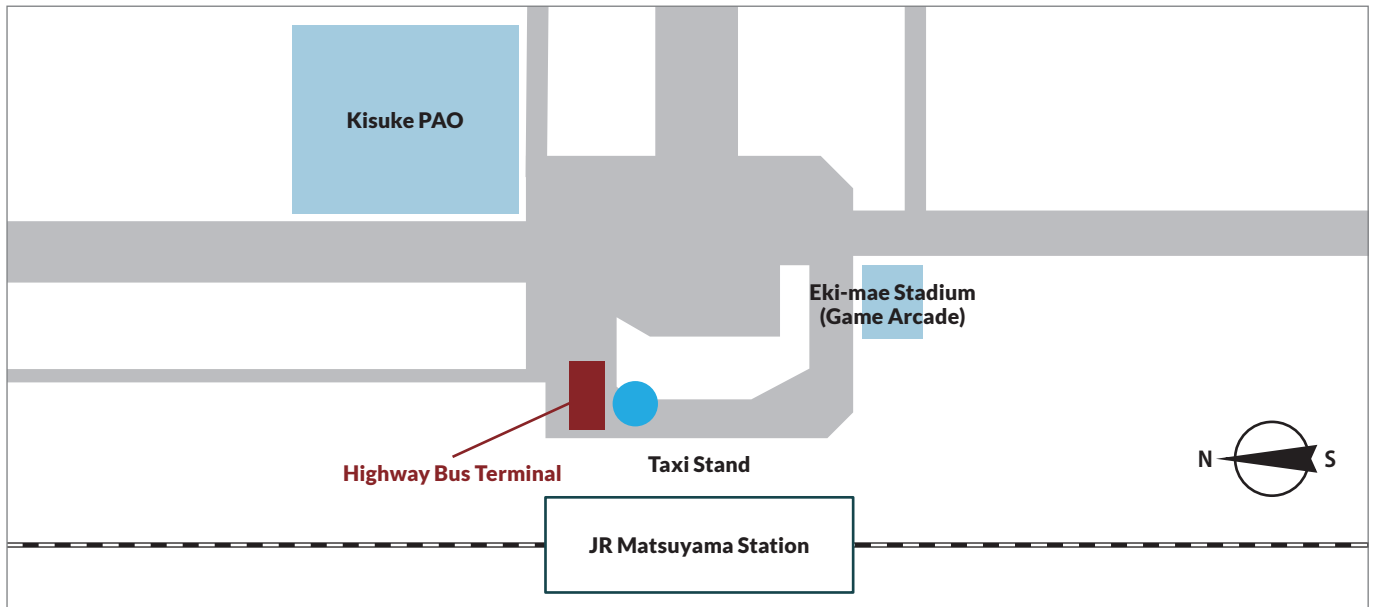 Kisuke PAO
Eki-mae Stadium
(Game Arcade)
Highway Bus Terminal
Taxi Stand
N
S
JR Matsuyama Station